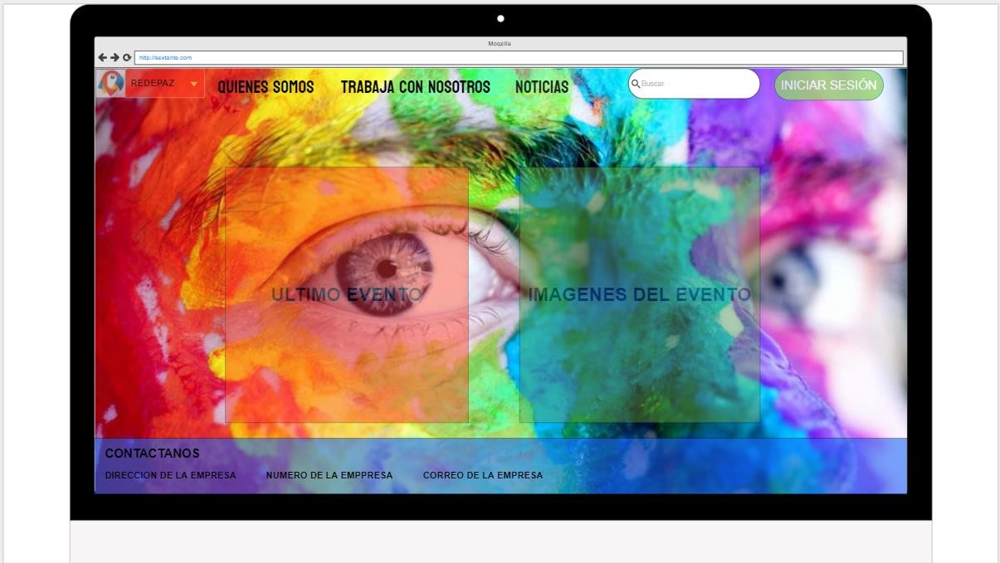 Moqzilla
http://sextante.com
REDEPAZ
QUIENES SOMOS
TRABAJA CON NOSOTROS
NOTICIAS
Buscar
INICIAR SESIÓN
ULTIMO EVENTO
IMAGENES DEL EVENTO
CONTACTANOS
DIRECCION DE LA EMPRESA
NUMERO DE LA EMPPRESA
CORREO DE LA EMPRESA